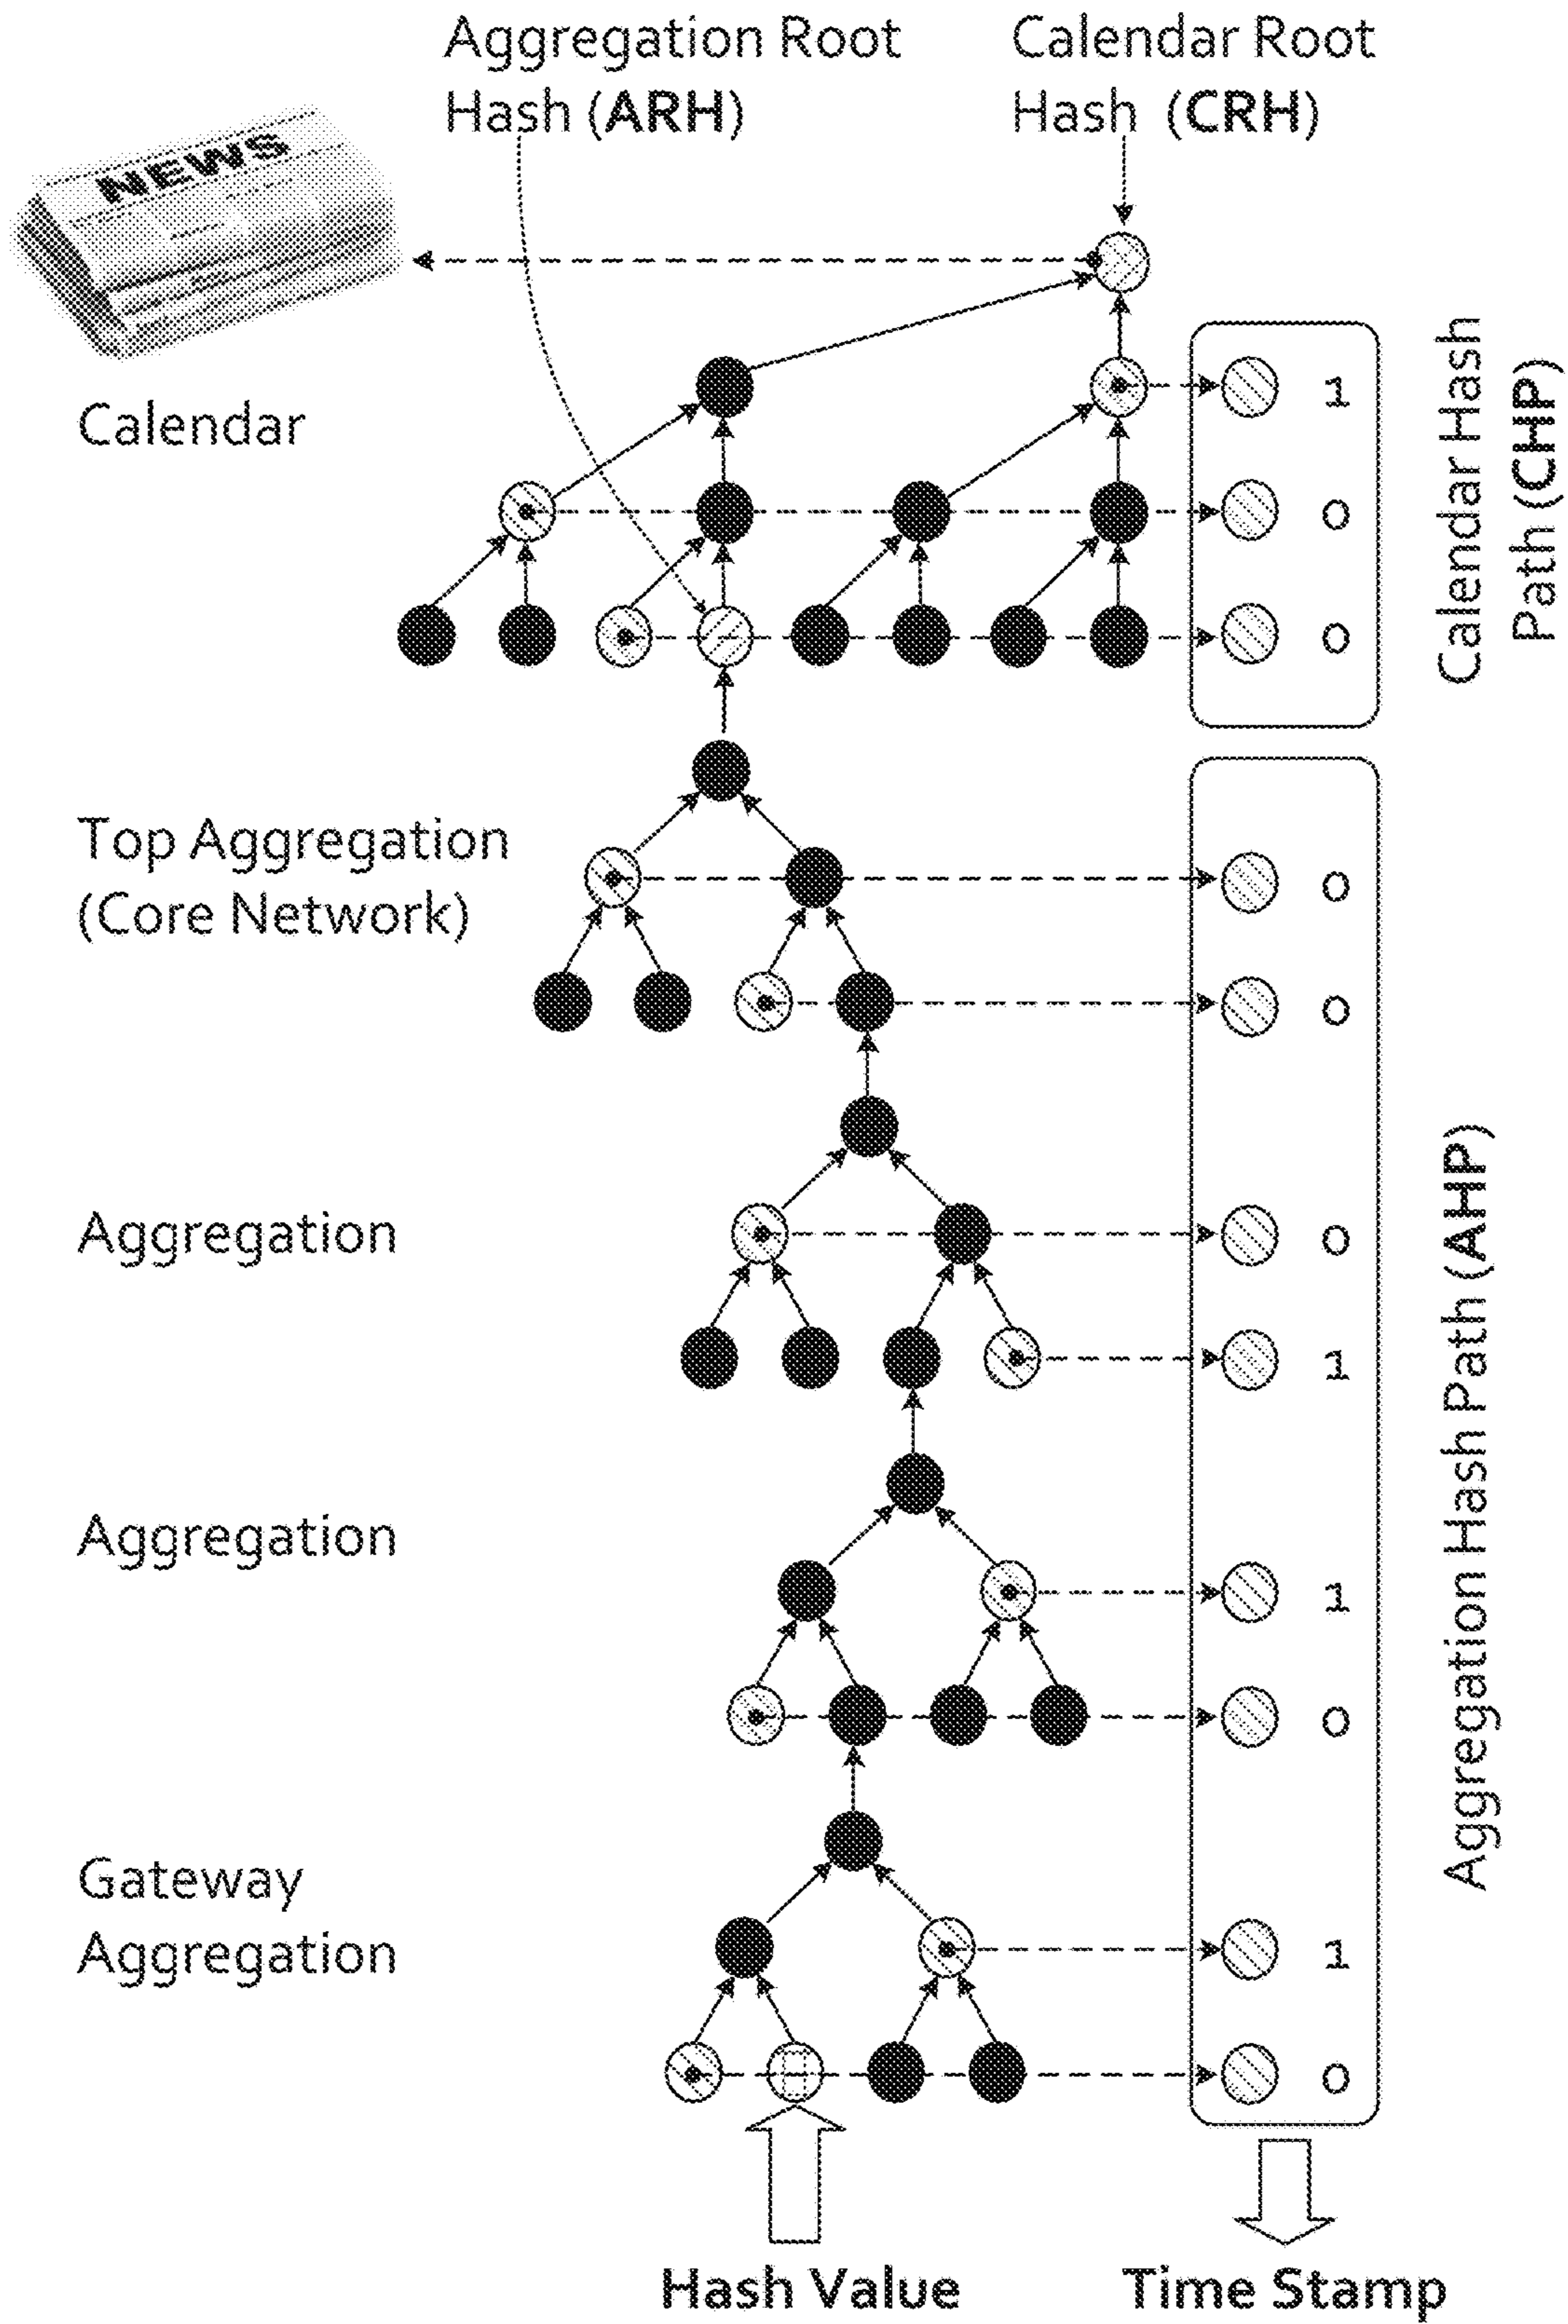 Aggregation Root
Hash (ARH)
Calendar Root
Hash (CRH)
NEWS
Calendar
1
0
0
Calendar Hash
Path (CHP)
Top Aggregation
(Core Network)
0
0
Aggregation
0
1
Aggregation
1
0
Gateway
Aggregation
1
0
Aggregation Hash Path (AHP)
Hash Value
Time Stamp